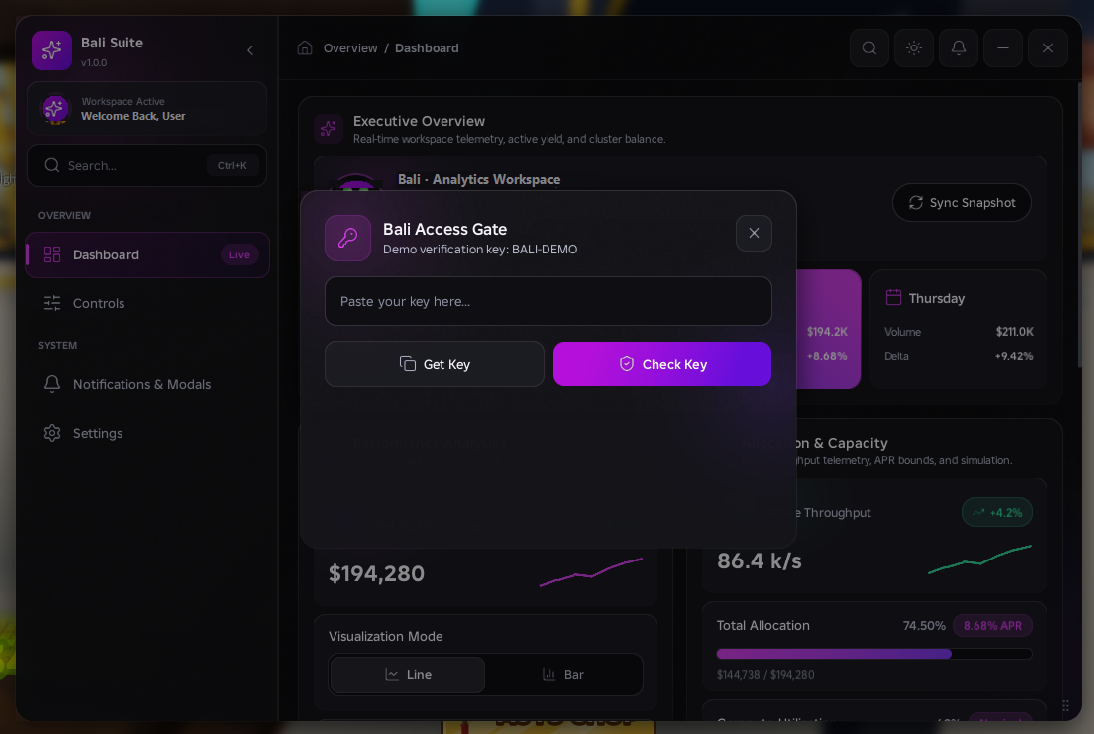 Bali Suite
v1.0.0
Workspace Active
Welcome Back, User
Search...
Ctrl+K
OVERVIEW
Dashboard
Live
Controls
SYSTEM
Notifications & Modals
Settings
Overview / Dashboard
Executive Overview
Real-time workspace telemetry, active yield, and cluster balance.
Bali - Analytics Workspace
Sync Snapshot
Bali Access Gate
Demo verification key: BALI-DEMO
Paste your key here...
Get Key
Check Key
$194.2K
+8.68%
Thursday
Volume
$211.0K
Delta
+9.42%
& Capacity
telemetry, APR bounds, and simulation.
Throughput
+4.2%
$194,280
86.4 k/s
Visualization Mode
Line
Bar
Total Allocation
74.50%
8.68% APR
$144,738 / $194,280